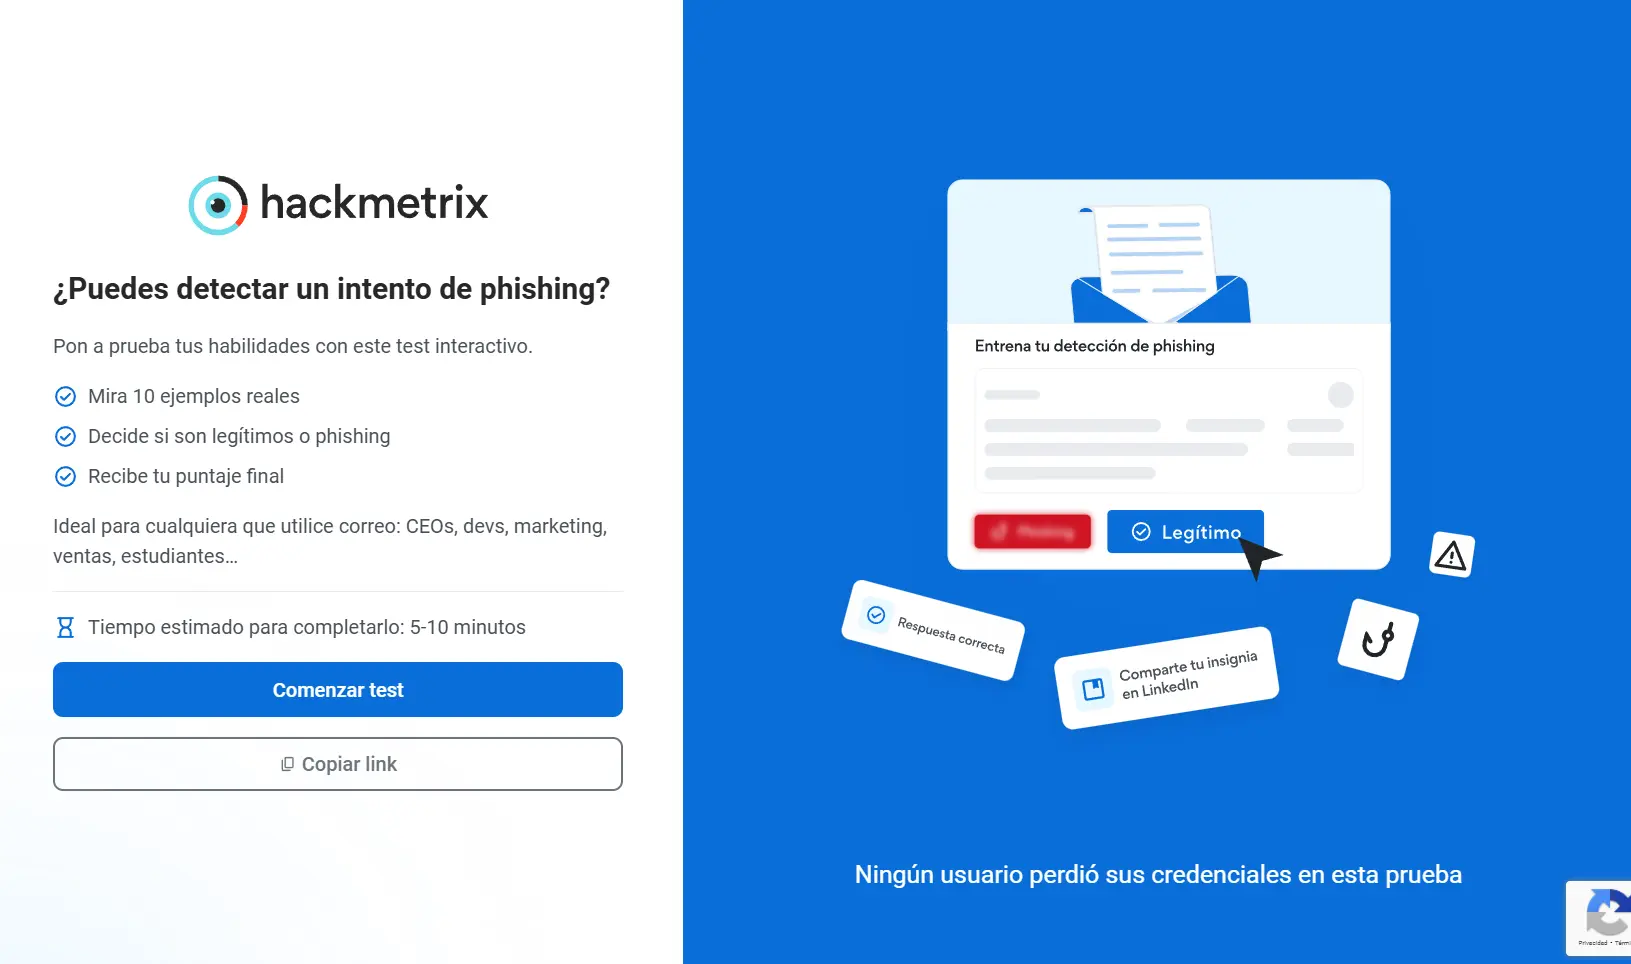 hackmetrix
¿Puedes detectar un intento de phishing?
Pon a prueba tus habilidades con este test interactivo.
Mira 10 ejemplos reales
Decide si son legítimos o phishing
Recibe tu puntaje final
Ideal para cualquiera que utilice correo: CEOs, devs, marketing,
ventas, estudiantes...
Tiempo estimado para completarlo: 5-10 minutos
Comenzar test
Copiar link
Entrena tu detección de phishing
Phishing
Legítimo
Respuesta correcta
Comparte tu insignia
en LinkedIn
Ningún usuario perdió sus credenciales en esta prueba
Privacidad • Térmi